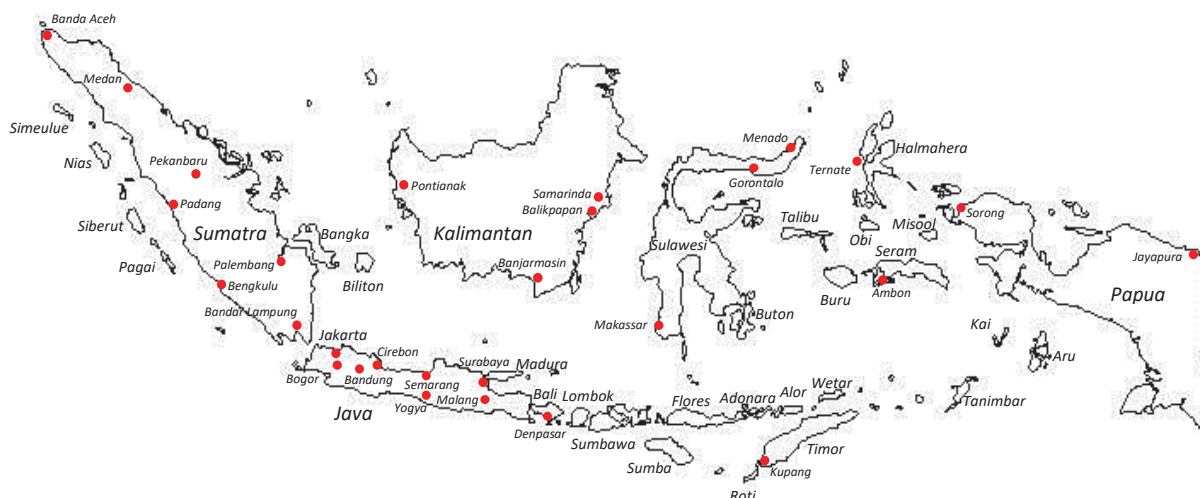 Banda Aceh
Medan
Simeulue
Nias
Pekanbaru
Padang
Siberut
Sumatra
Pagai
Bangka
Palembang
Biliton
Bengkulu
Bandar Lampung
Pontianak
Samarinda
Balikpapan
Kalimantan
Banjarmasin
Menado
Gorontalo
Ternate
Halmahera
Sulawesi
Talibu
Obi
Misool
Sorong
Seram
Buru
Ambon
Jayapura
Papua
Makassar
Buton
Kai
Aru
Jakarta
Cirebon
Bogor
Bandung
Semarang
Surabaya
Madura
Java
Yogya
Malang
Bali
Lombok
Denpasar
Sumbawa
Flores
Adonara
Alor
Wetar
Tanimbar
Sumba
Timor
Kupang
Roti